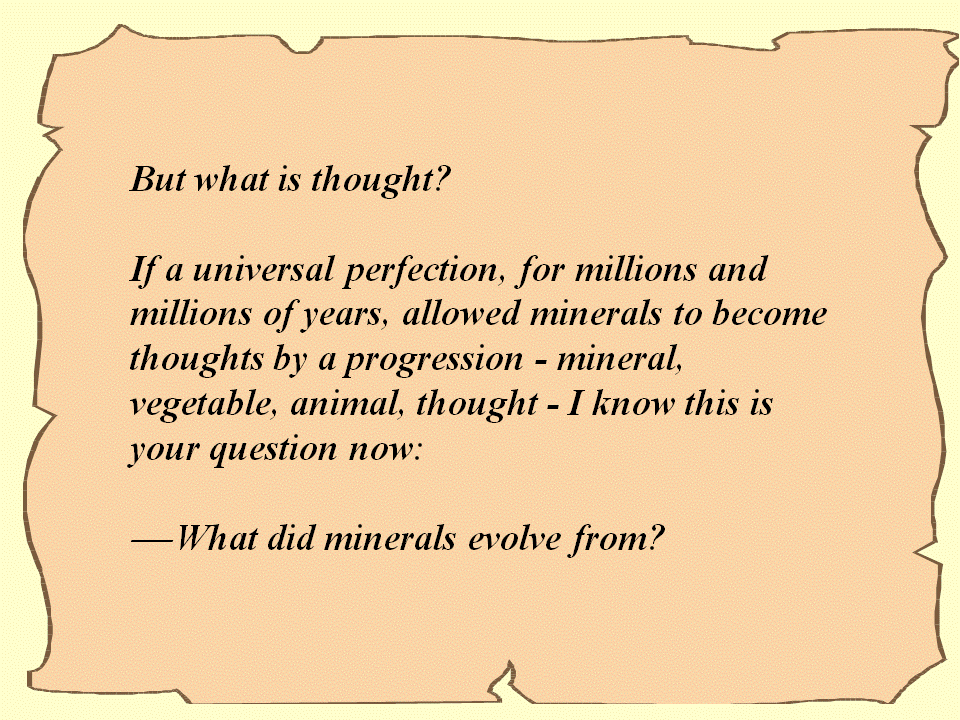 But what is thought?
If a universal perfection, for millions and
millions of years, allowed minerals to become
thoughts by a progression - mineral,
vegetable, animal, thought - I know this is
your question now:
— What did minerals evolve from?